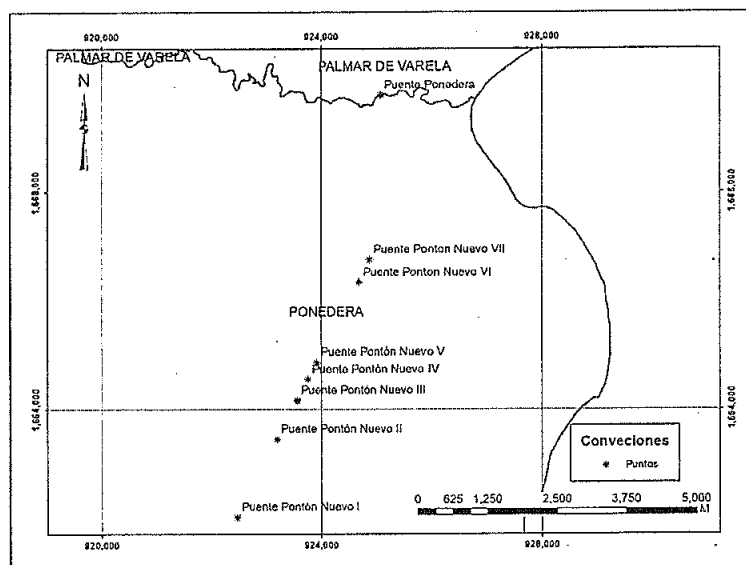 920,000 924,000 928,000
PALMAR DE VARELA
PALMAR DE VARELA
N
Puente Ponedera
1,668,000 1,668,000
Puente Ponton Nuevo VII
Puente Ponton Nuevo VI
PONEDERA
Puente Pontón Nuevo V
Puente Pontón Nuevo IV
Puente Pontón Nuevo III
1,664,000 1,664,000
Puente Pontón Nuevo II
Conveciones
Puntos
Puente Pontón Nuevo I
0 625 1,250 2,500 3,750 5,000
M
920,000 924,000 928,000